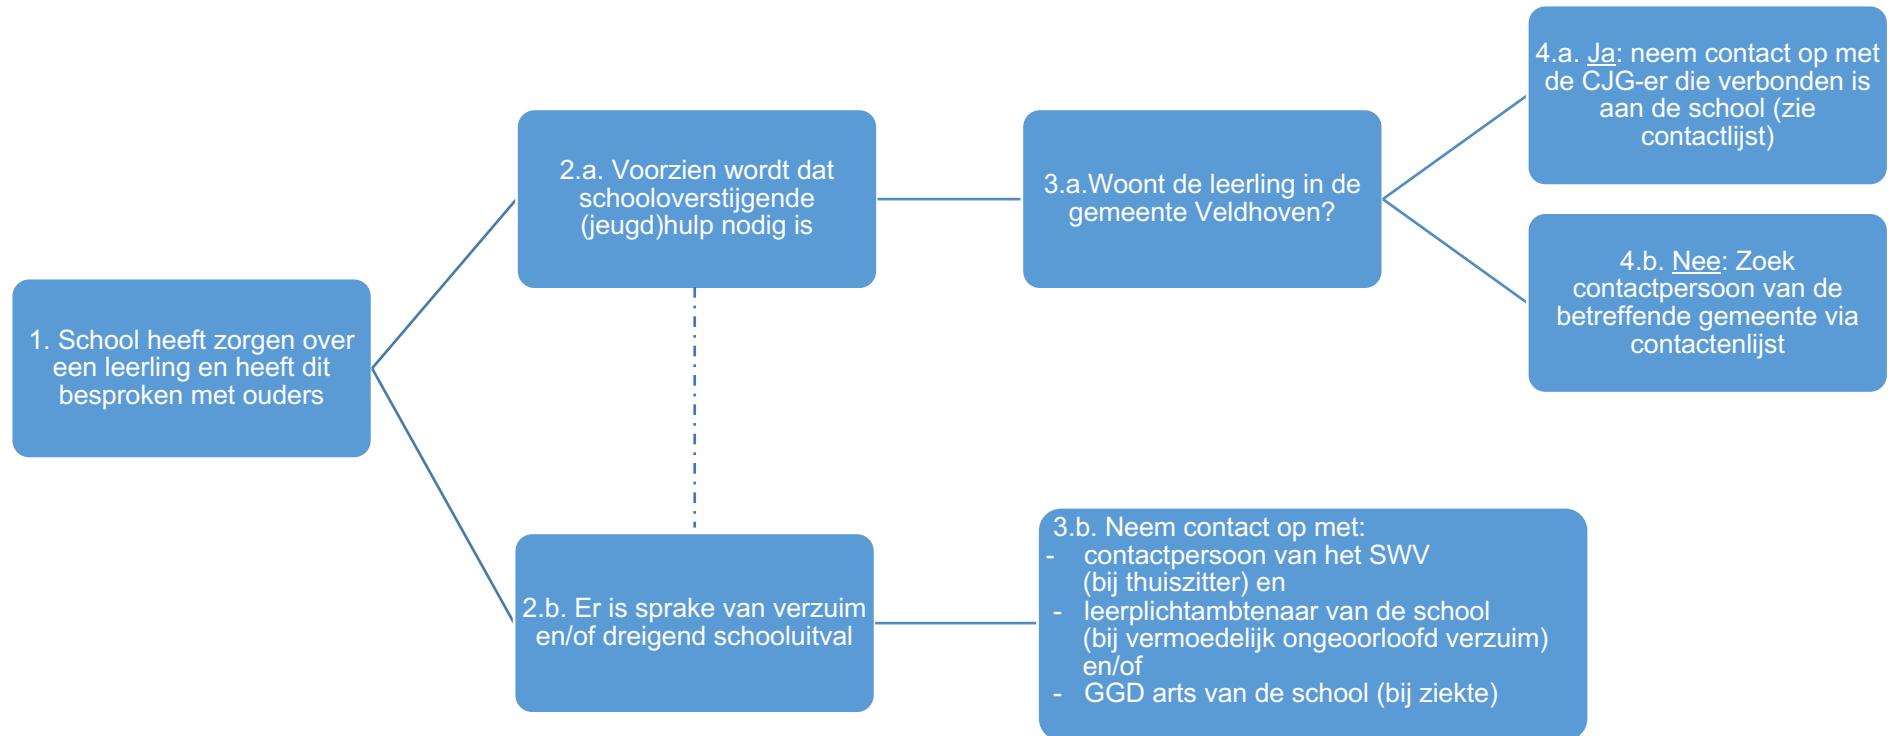 1. School heeft zorgen over
een leerling en heeft dit
besproken met ouders
2.a. Voorzien wordt dat
schooloverstijgende
(jeugd)hulp nodig is
3.a.Woont de leerling in de
gemeente Veldhoven?
4.a. Ja: neem contact op met
de CJG-er die verbonden is
aan de school (zie
contactlijst)
4.b. Nee: Zoek
contactpersoon van de
betreffende gemeente via
contactenlijst
2.b. Er is sprake van verzuim
en/of dreigend schooluitval
3.b. Neem contact op met:
- contactpersoon van het SWV
(bij thuiszitter) en
- leerplichtambtenaar van de school
(bij vermoedelijk ongeoorloofd verzuim)
en/of
- GGD arts van de school (bij ziekte)